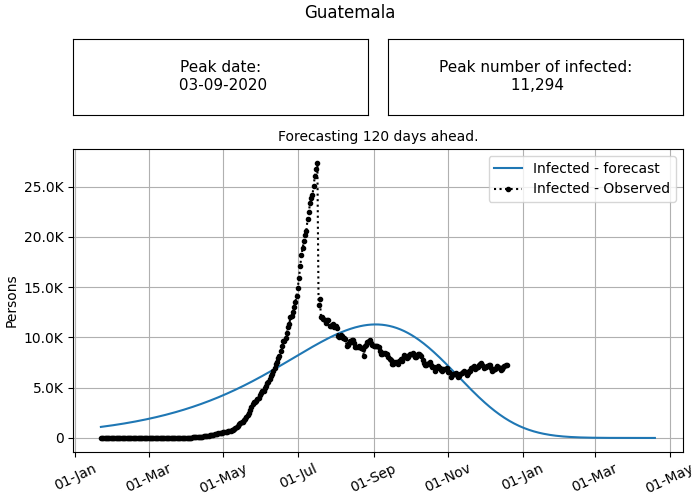 Guatemala
Peak date:
03-09-2020
Peak number of infected:
11,294
Forecasting 120 days ahead.
Infected - forecast
Infected - Observed
Persons
25.0K
20.0K
15.0K
10.0K
5.0K
0
01-Jan
01-Mar
01-May
01-Jul
01-Sep
01-Nov
01-Jan
01-Mar
01-May